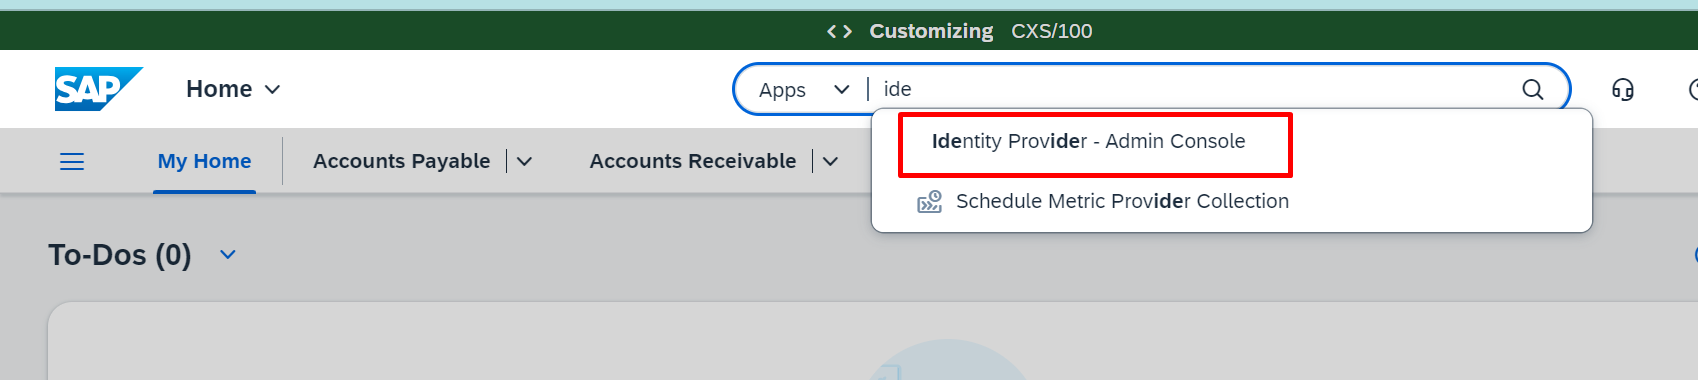 <> Customizing CXS/100
SAP Home Apps ide
Identity Provider - Admin Console
My Home Accounts Payable Accounts Receivable
Schedule Metric Provider Collection
To-Dos (0)